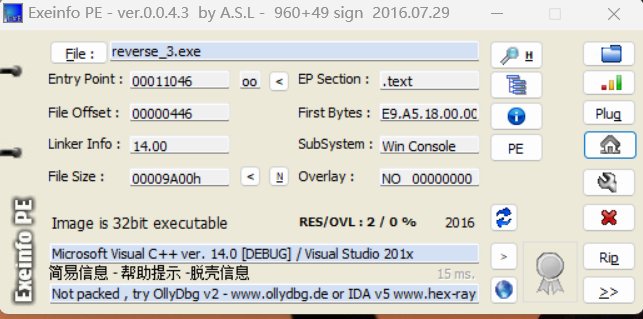 Exeinfo PE - ver.0.0.4.3 by A.S.L - 960+49 sign 2016.07.29
File : reverse_3.exe H
Entry Point : 00011046 oo < EP Section : .text
File Offset : 00000446 First Bytes : E9.A5.18.00.00 Plug
Linker Info : 14.00 SubSystem : Win Console PE
File Size : 00009A00h < N Overlay : NO 00000000
Image is 32bit executable RES/OVL : 2 / 0 % 2016
Exeinfo PE
Microsoft Visual C++ ver. 14.0 [DEBUG] / Visual Studio 201x > Rip
简易信息 - 帮助提示 -脱壳信息 15 ms.
Not packed , try OllyDbg v2 - www.ollydbg.de or IDA v5 www.hex-ray >>